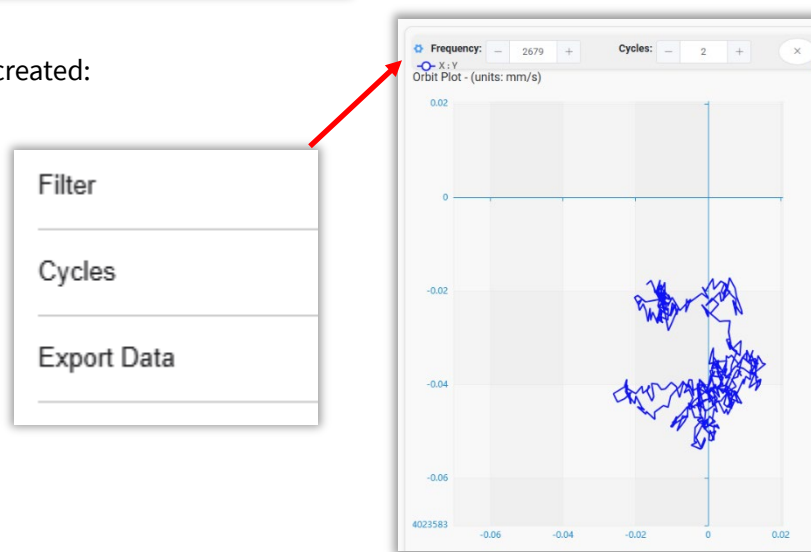 created:
Filter
Cycles
Export Data
Frequency: − 2679 + Cycles: − 2 + ×
X : Y
Orbit Plot - (units: mm/s)
0.02
0
-0.02
-0.04
-0.06
4023583
-0.06 -0.04 -0.02 0 0.02